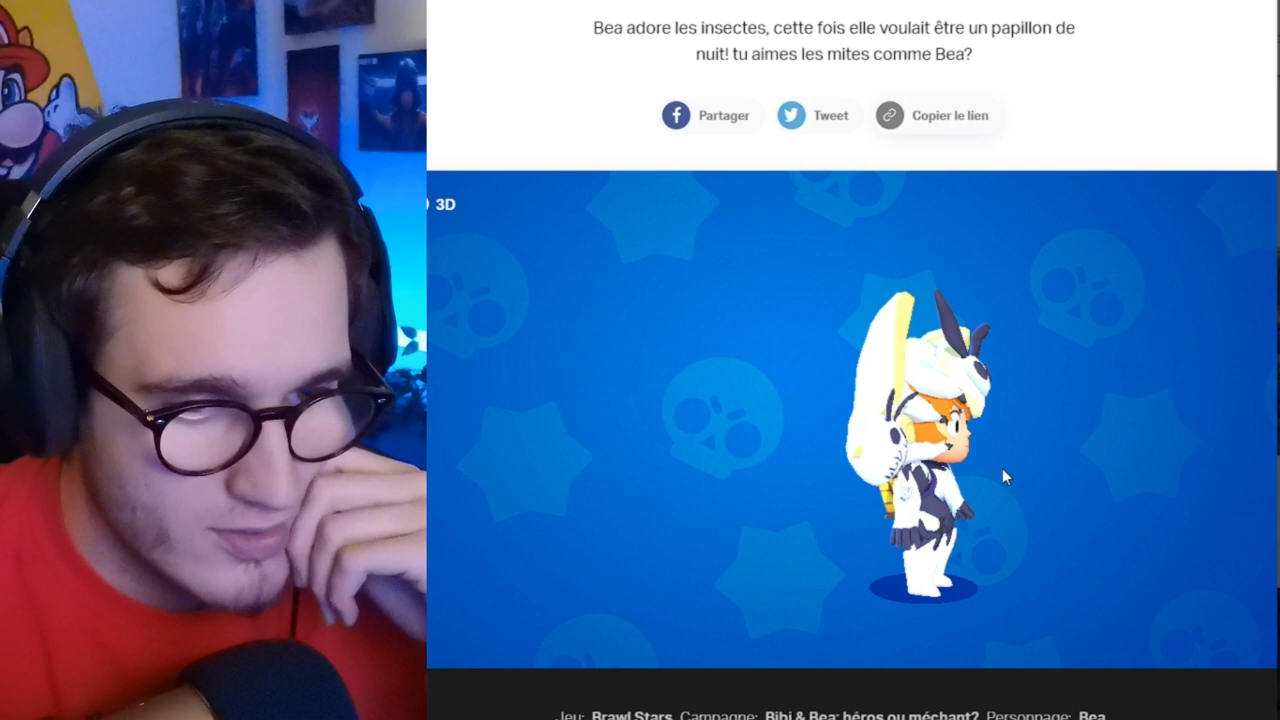 Bea adore les insectes, cette fois elle voulait être un papillon de
nuit! tu aimes les mites comme Bea?
Partager Tweet Copier le lien
3D
Jeu: Brawl Stars Campagne: Bibi & Bea: héros ou méchant? Personnage: Bea